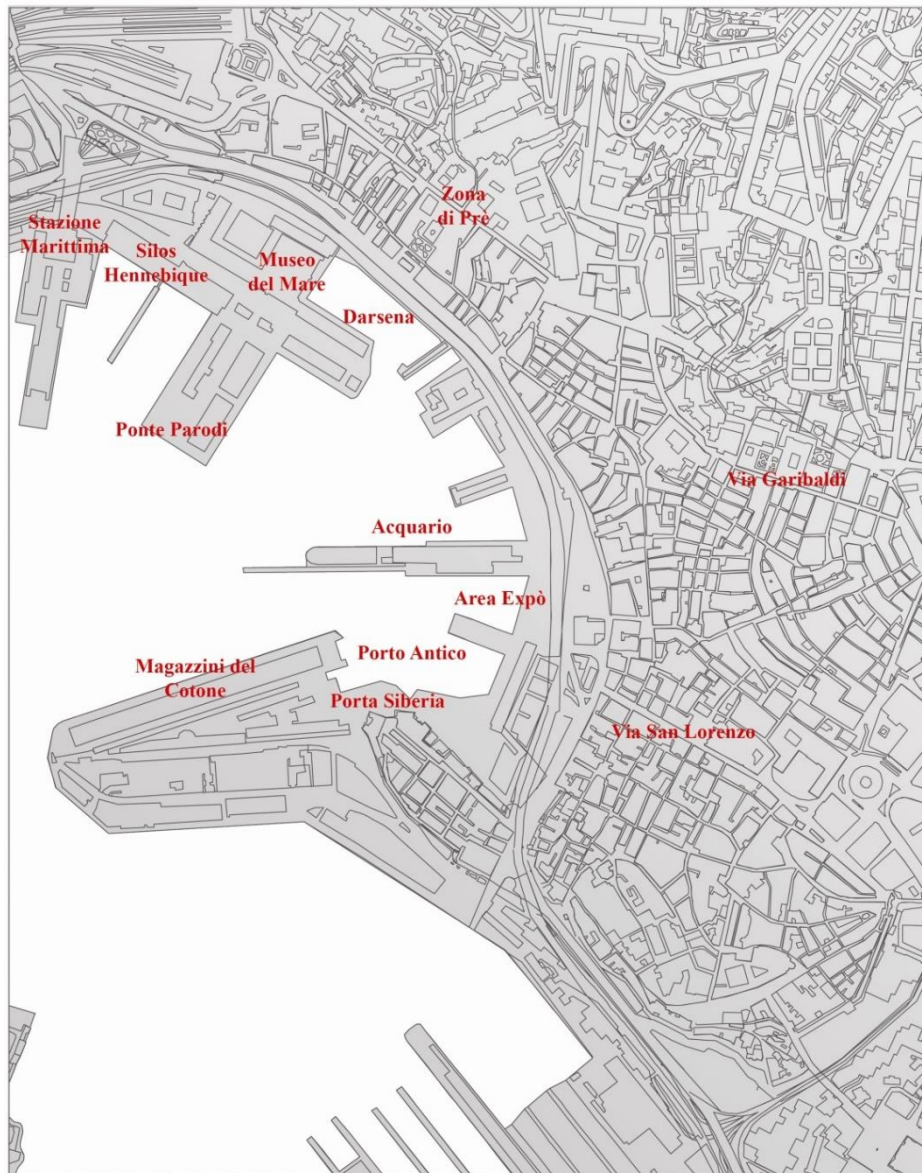 Zona
di Prè
Stazione
Marittima
Silos
Hennebique
Museo
del Mare
Darsena
Ponte Parodi
Via Garibaldi
Acquario
Area Expò
Porto Antico
Magazzini del
Cotone
Porta Siberia
Via San Lorenzo